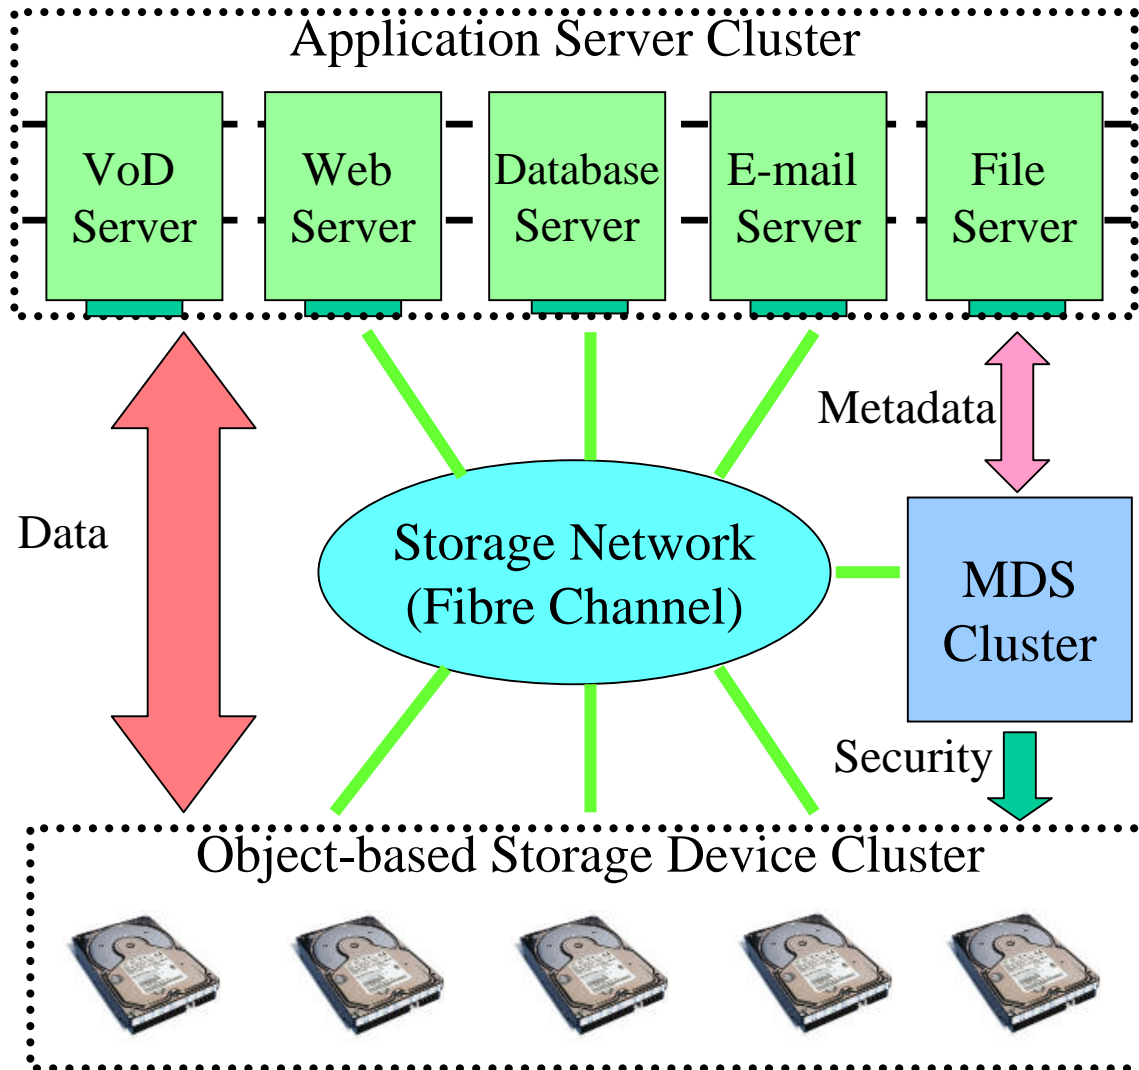 Application Server Cluster
VoD
Server
Web
Server
Database
Server
E-mail
Server
File
Server
Metadata
Data
Storage Network
(Fibre Channel)
MDS
Cluster
Security
Object-based Storage Device Cluster